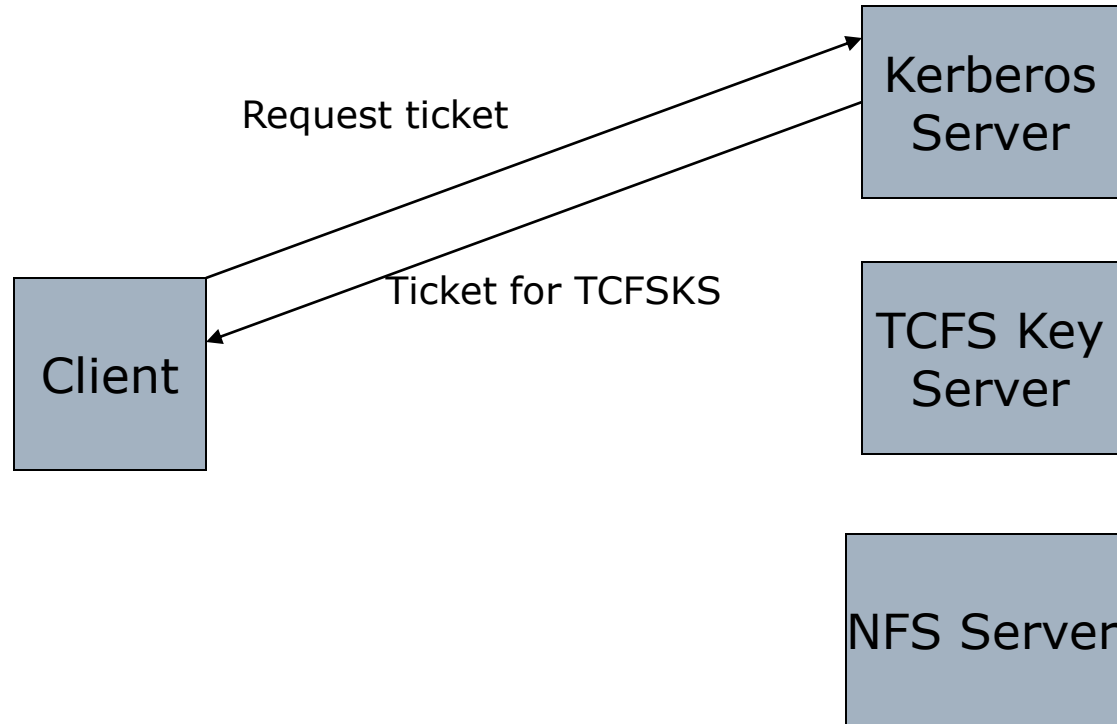 Kerberos
Server
Request ticket
Ticket for TCFSKS
Client
TCFS Key
Server
NFS Server